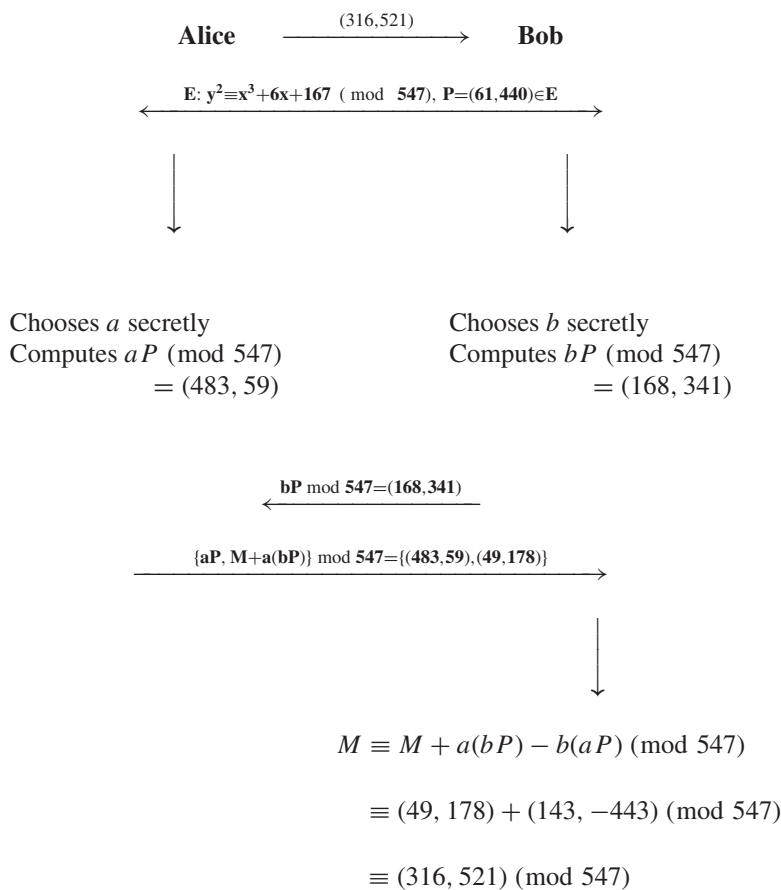 (316,521)
Alice Bob
E: y²≡x³+6x+167 ( mod 547), P=(61,440)∈E
Chooses a secretly Chooses b secretly
Computes aP (mod 547) Computes bP (mod 547)
= (483, 59) = (168, 341)
bP mod 547=(168,341)
{aP, M+a(bP)} mod 547={(483,59),(49,178)}
M ≡ M + a(bP) − b(aP) (mod 547)
≡ (49, 178) + (143, −443) (mod 547)
≡ (316, 521) (mod 547)